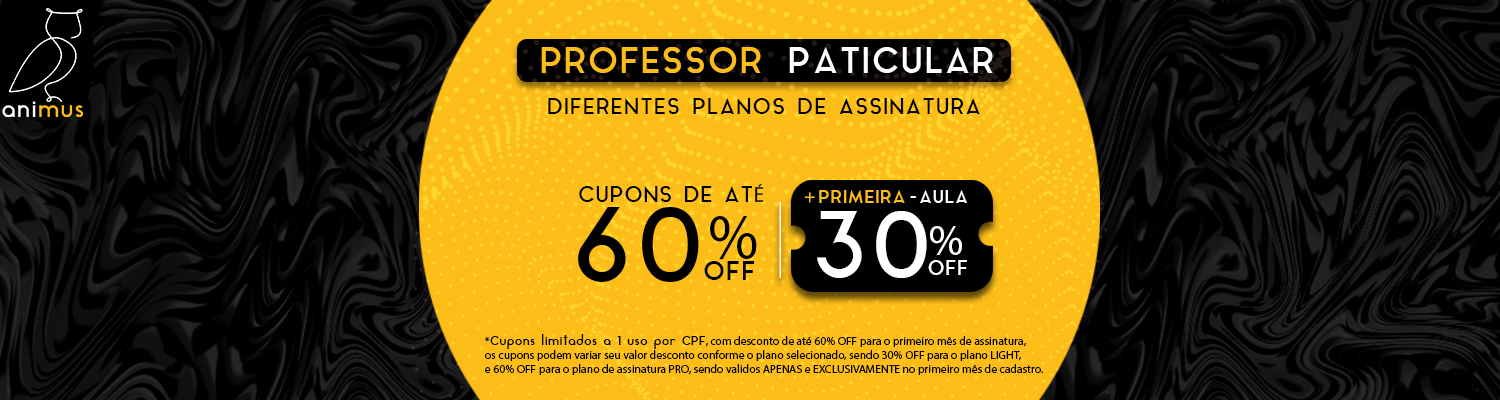 animus
PROFESSOR PATICULAR
DIFERENTES PLANOS DE ASSINATURA
CUPONS DE ATÉ
60% OFF
+PRIMEIRA - AULA
30% OFF
*Cupons limitados a 1 uso por CPF, com desconto de até 60% OFF para o primeiro mês de assinatura,
os cupons podem variar seu valor desconto conforme o plano selecionado, sendo 30% OFF para o plano LIGHT,
e 60% OFF para o plano de assinatura PRO, sendo validos APENAS e EXCLUSIVAMENTE no primeiro mês de cadastro.